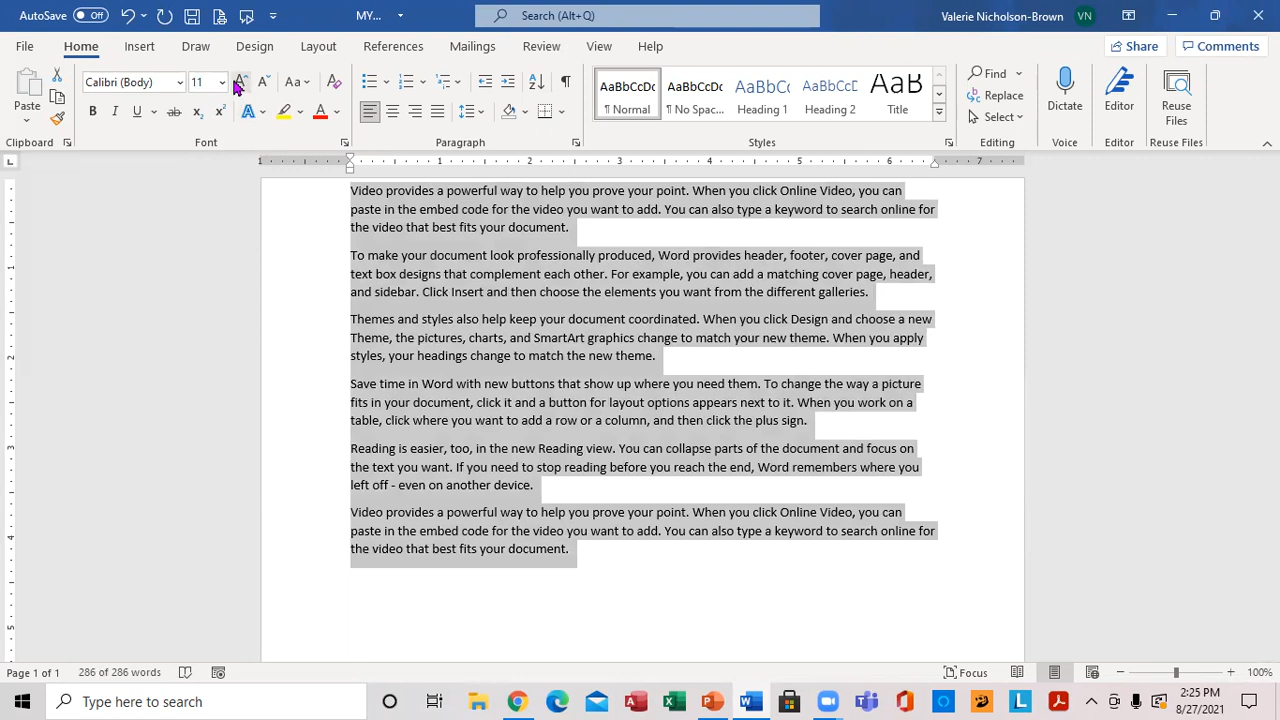 AutoSave Off MY... Search (Alt+Q) Valerie Nicholson-Brown VN
File Home Insert Draw Design Layout References Mailings Review View Help Share Comments
Paste Calibri (Body) 11 A A Aa A AaBbCcDc AaBbCcDc AaBbCc AaBbCcD AaB Find Dictate Editor Reuse Files
B I U ab x₂ x² A A ¶ Normal ¶ No Spac... Heading 1 Heading 2 Title Replace Select
Clipboard Font Paragraph Styles Editing Voice Editor Reuse Files
1 1 2 3 4 5 6 7
Video provides a powerful way to help you prove your point. When you click Online Video, you can
paste in the embed code for the video you want to add. You can also type a keyword to search online for
the video that best fits your document.
To make your document look professionally produced, Word provides header, footer, cover page, and
text box designs that complement each other. For example, you can add a matching cover page, header,
and sidebar. Click Insert and then choose the elements you want from the different galleries.
Themes and styles also help keep your document coordinated. When you click Design and choose a new
Theme, the pictures, charts, and SmartArt graphics change to match your new theme. When you apply
styles, your headings change to match the new theme.
Save time in Word with new buttons that show up where you need them. To change the way a picture
fits in your document, click it and a button for layout options appears next to it. When you work on a
table, click where you want to add a row or a column, and then click the plus sign.
Reading is easier, too, in the new Reading view. You can collapse parts of the document and focus on
the text you want. If you need to stop reading before you reach the end, Word remembers where you
left off - even on another device.
Video provides a powerful way to help you prove your point. When you click Online Video, you can
paste in the embed code for the video you want to add. You can also type a keyword to search online for
the video that best fits your document.
1
2
3
4
5
Page 1 of 1 286 of 286 words Focus 100%
Type here to search 2:25 PM
8/27/2021